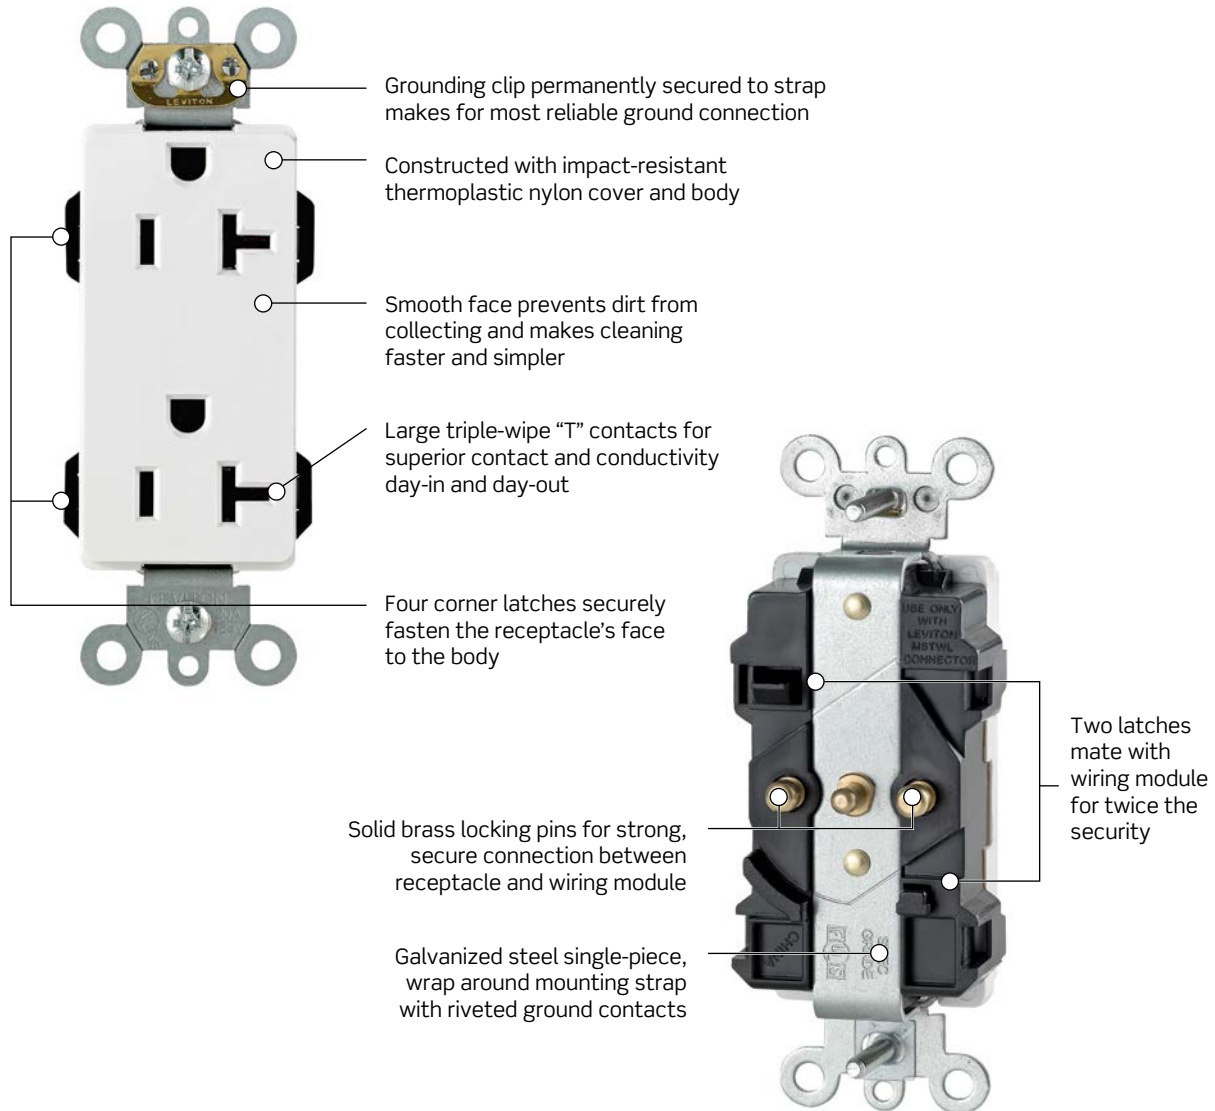 LEVITON
Grounding clip permanently secured to strap
makes for most reliable ground connection
Constructed with impact-resistant
thermoplastic nylon cover and body
Smooth face prevents dirt from
collecting and makes cleaning
faster and simpler
Large triple-wipe “T” contacts for
superior contact and conductivity
day-in and day-out
LEVITON
Four corner latches securely
fasten the receptacle’s face
to the body
USE ONLY
WITH
LEVITON
MSTWL
CONNECTOR
Two latches
mate with
wiring module
for twice the
security
Solid brass locking pins for strong,
secure connection between
receptacle and wiring module
Galvanized steel single-piece,
wrap around mounting strap
with riveted ground contacts
CHINA
SPEC
GRADE